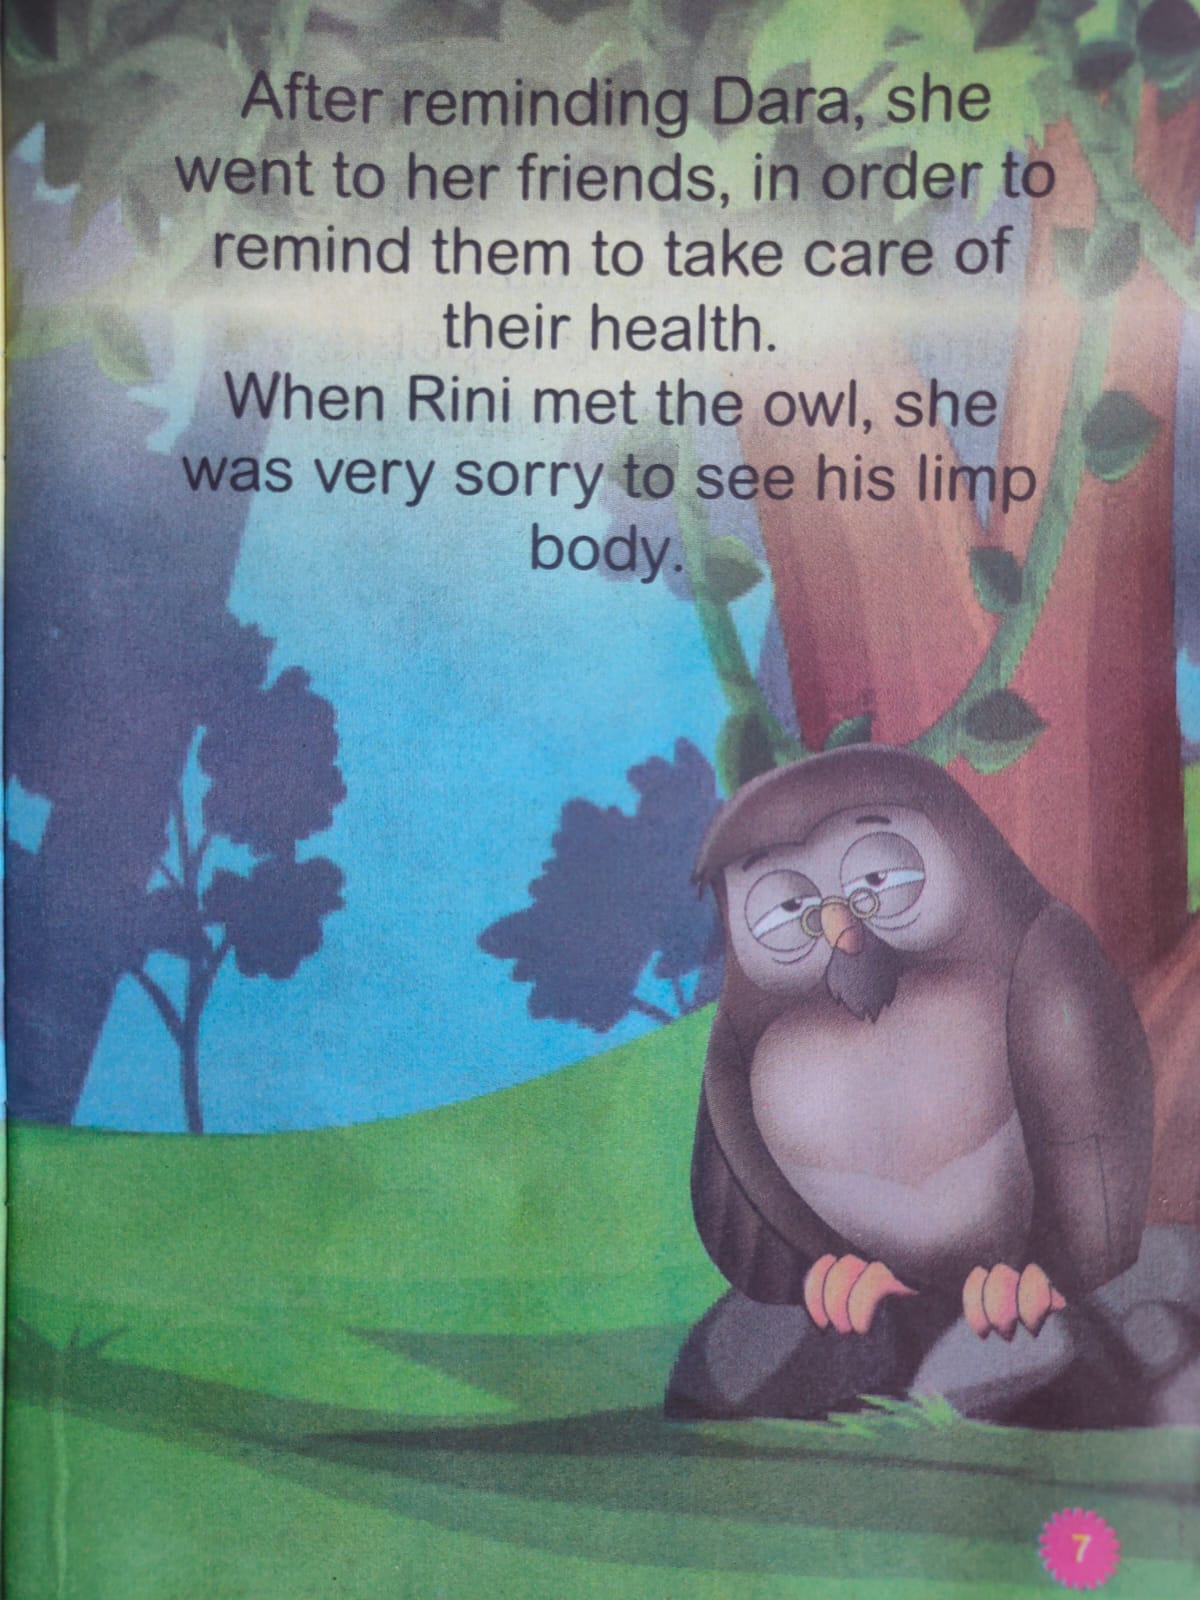 After reminding Dara, she
went to her friends, in order to
remind them to take care of
their health.
When Rini met the owl, she
was very sorry to see his limp
body.
7